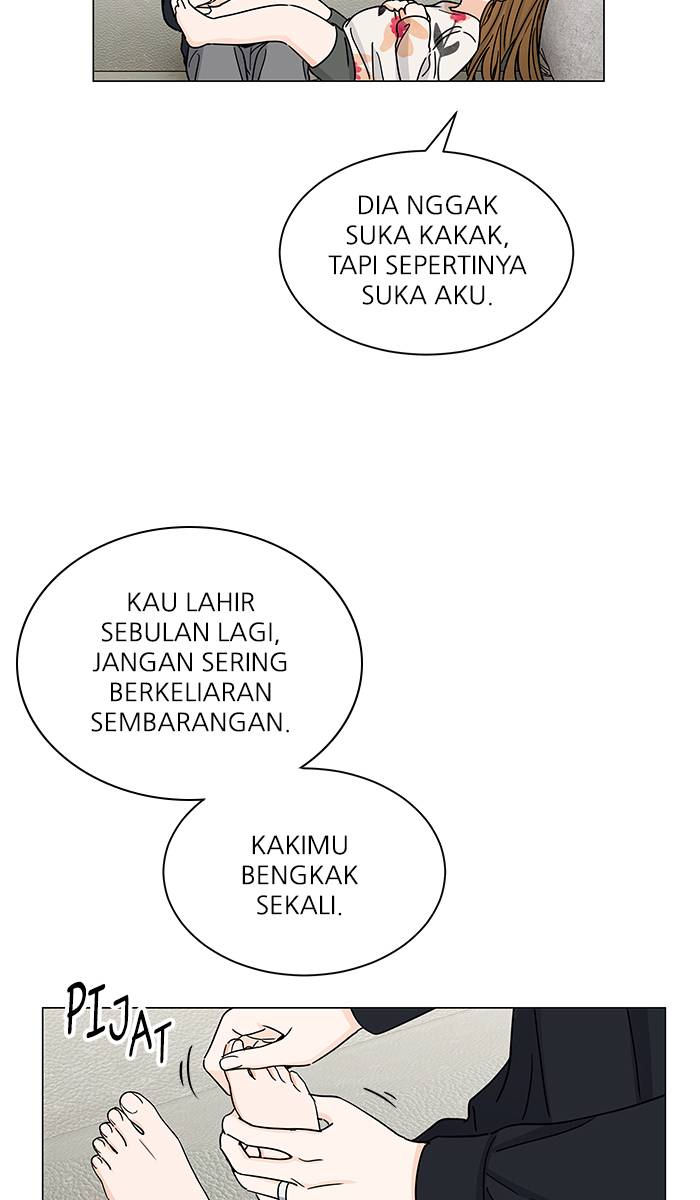 DIA NGGAK
SUKA KAKAK,
TAPI SEPERTINYA
SUKA AKU.
KAU LAHIR
SEBULAN LAGI,
JANGAN SERING
BERKELIARAN
SEMBARANGAN.
KAKIMU
BENGKAK
SEKALI.
PIJAT